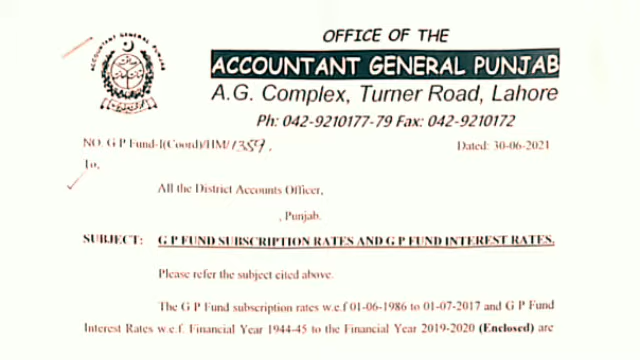 OFFICE OF THE
ACCOUNTANT GENERAL PUNJAB
A.G. Complex, Turner Road, Lahore
Ph: 042-9210177-79 Fax: 042-9210172
NO. G P Fund-I(Coord)/HM/1359. Dated: 30-06-2021
To,
All the District Accounts Officer,
, Punjab.
SUBJECT: G P FUND SUBSCRIPTION RATES AND G P FUND INTEREST RATES.
Please refer the subject cited above.
The G P Fund subscription rates w.e.f 01-06-1986 to 01-07-2017 and G P Fund
Interest Rates w.e.f. Financial Year 1944-45 to the Financial Year 2019-2020 (Enclosed) are